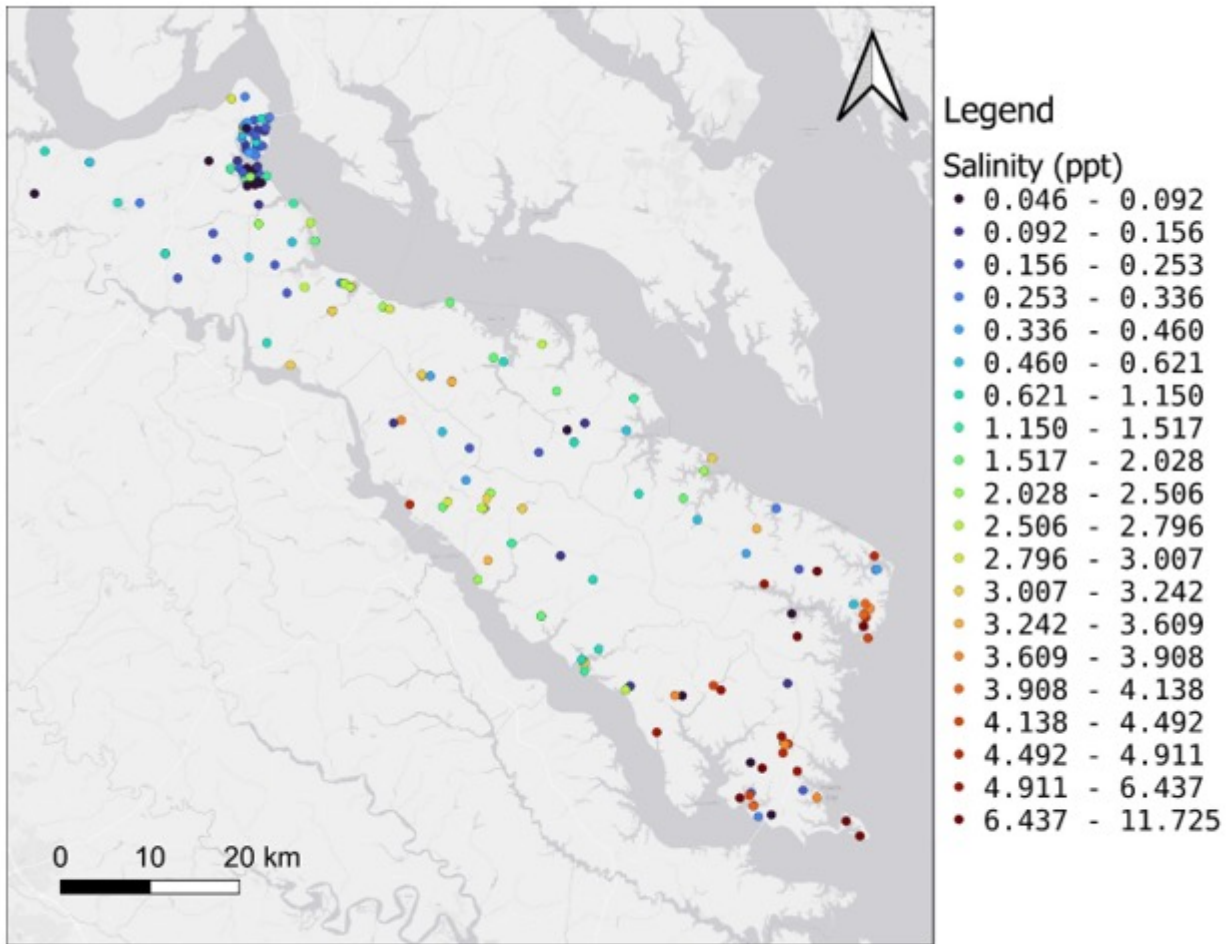 Legend
Salinity (ppt)
0.046 - 0.092
0.092 - 0.156
0.156 - 0.253
0.253 - 0.336
0.336 - 0.460
0.460 - 0.621
0.621 - 1.150
1.150 - 1.517
1.517 - 2.028
2.028 - 2.506
2.506 - 2.796
2.796 - 3.007
3.007 - 3.242
3.242 - 3.609
3.609 - 3.908
3.908 - 4.138
4.138 - 4.492
4.492 - 4.911
4.911 - 6.437
6.437 - 11.725
0 10 20 km